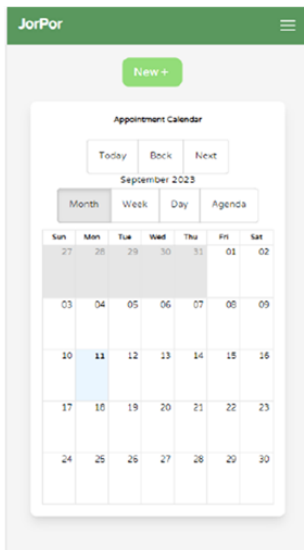 JorPor
New +
Appointment Calendar
Today Back Next
September 2023
Month Week Day Agenda
Sun Mon Tue Wed Thu Fri Sat
27 28 29 30 31 01 02
03 04 05 06 07 08 09
10 11 12 13 14 15 16
17 18 19 20 21 22 23
24 25 26 27 28 29 30